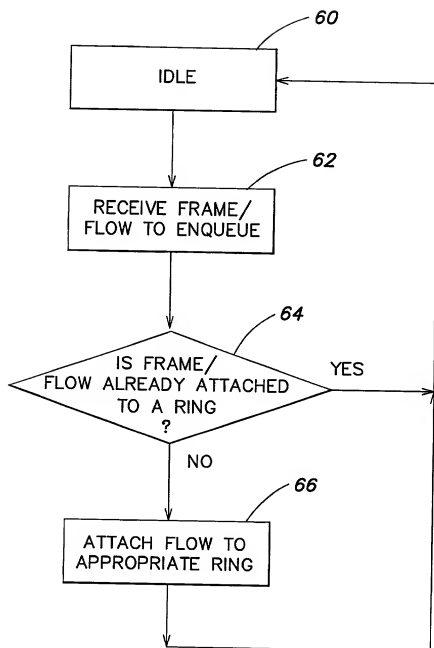 60
IDLE
62
RECEIVE FRAME/
FLOW TO ENQUEUE
64
IS FRAME/
FLOW ALREADY ATTACHED
TO A RING
?
YES
NO
66
ATTACH FLOW TO
APPROPRIATE RING